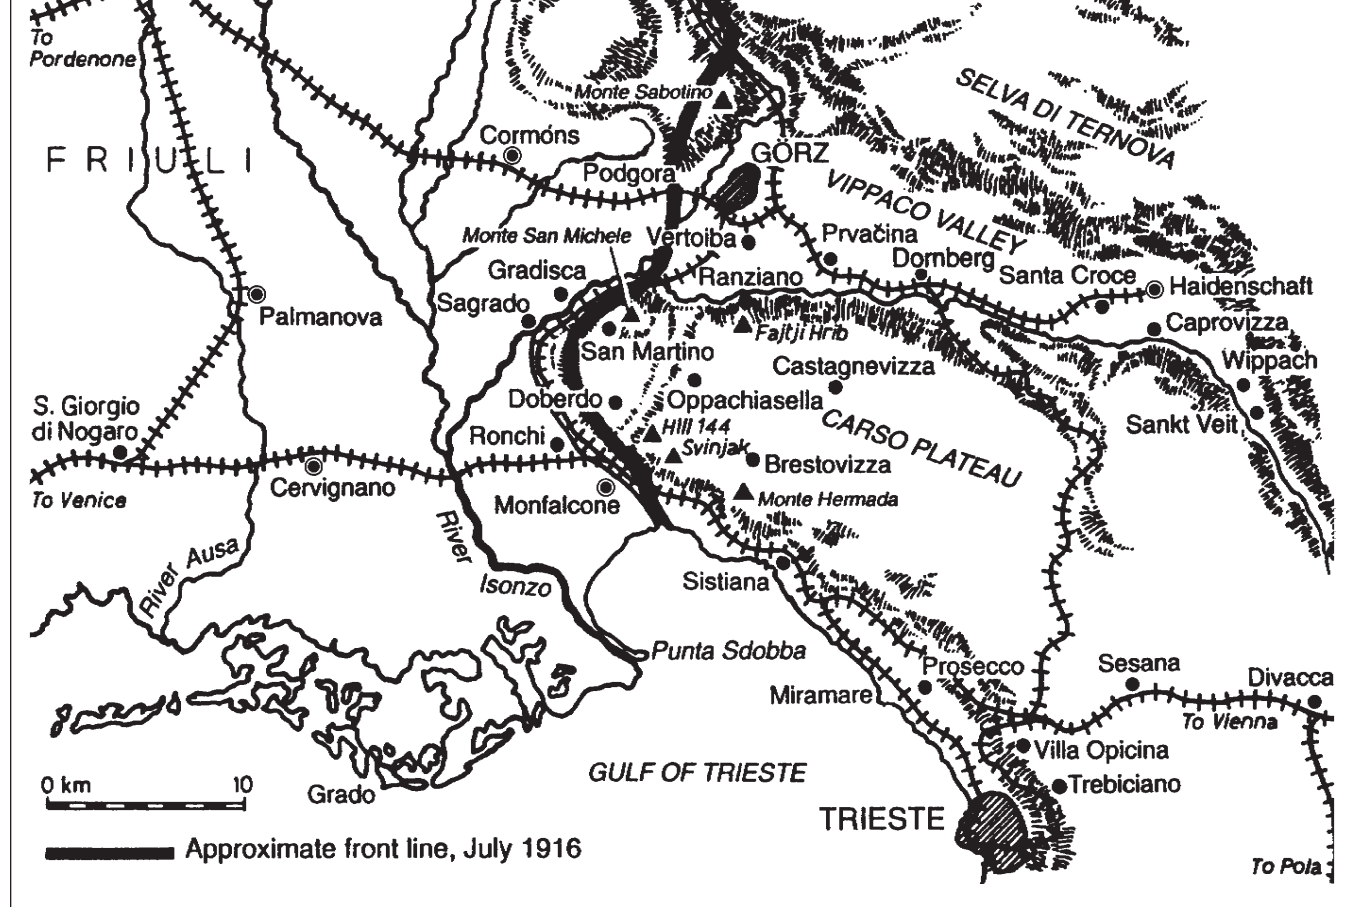 To
Pordenone
FRIULI
Cormóns
Monte Sabotino
SELVA DI TERNOVA
GÖRZ
Podgora
VIPPACO VALLEY
Monte San Michele
Vertoiba
Prvačina
Gradisca
Ranziano
Dornberg
Santa Croce
Haidenschaft
Sagrado
Palmanova
Fajtji Hrib
Caprovizza
San Martino
Castagnevizza
Wippach
Doberdo
Oppachiasella
S. Giorgio
di Nogaro
Hill 144
CARSO PLATEAU
Sankt Veit
Ronchi
Svinjak
Brestovizza
Cervignano
Monfalcone
Monte Hermada
To Venice
River
Isonzo
River Ausa
Sistiana
Punta Sdobba
Prosecco
Sesana
Divacca
Miramare
To Vienna
Villa Opicina
GULF OF TRIESTE
Trebiciano
0 km 10
Grado
TRIESTE
Approximate front line, July 1916
To Pola